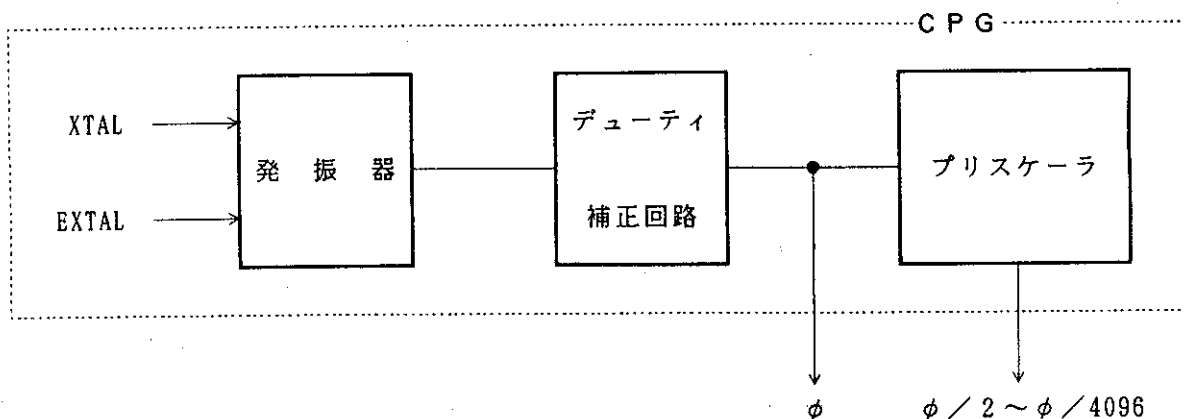 CPG
XTAL
EXTAL
発振器
デューティ
補正回路
プリスケーラ
φ
φ/2~φ/4096